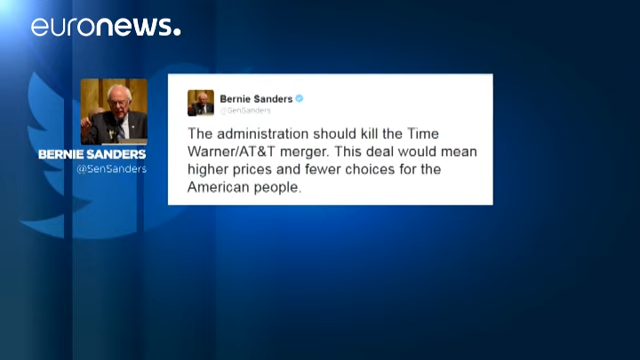 euronews.
BERNIE SANDERS
@SenSanders
Bernie Sanders
@SenSanders
The administration should kill the Time
Warner/AT&T merger. This deal would mean
higher prices and fewer choices for the
American people.